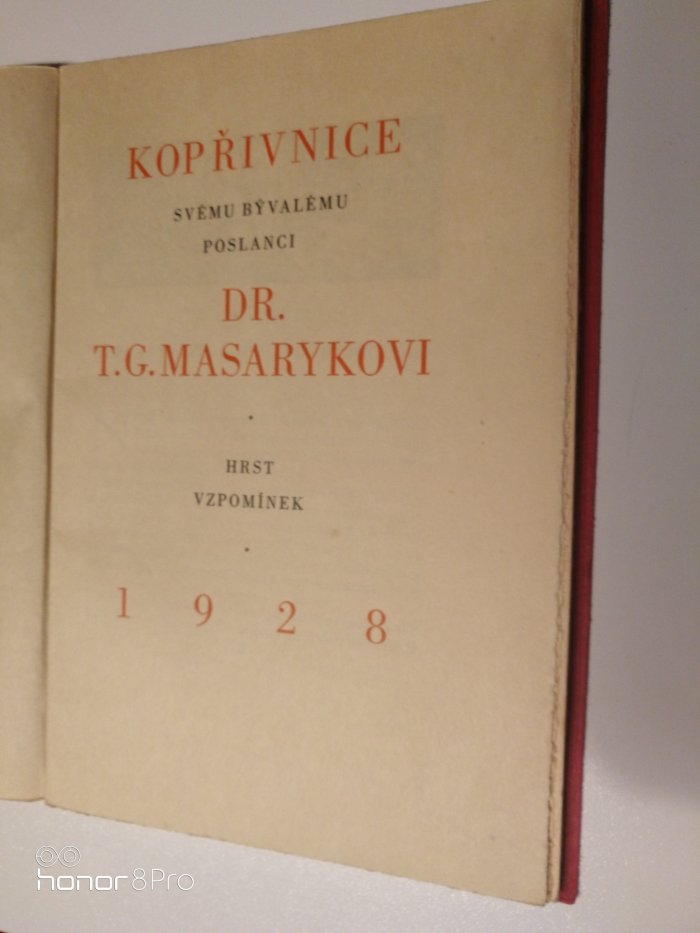 KOPŘIVNICE
SVÉMU BÝVALÉMU
POSLANCI
DR.
T.G.MASARYKOVI
HRST
VZPOMÍNEK
1928
honor 8 Pro